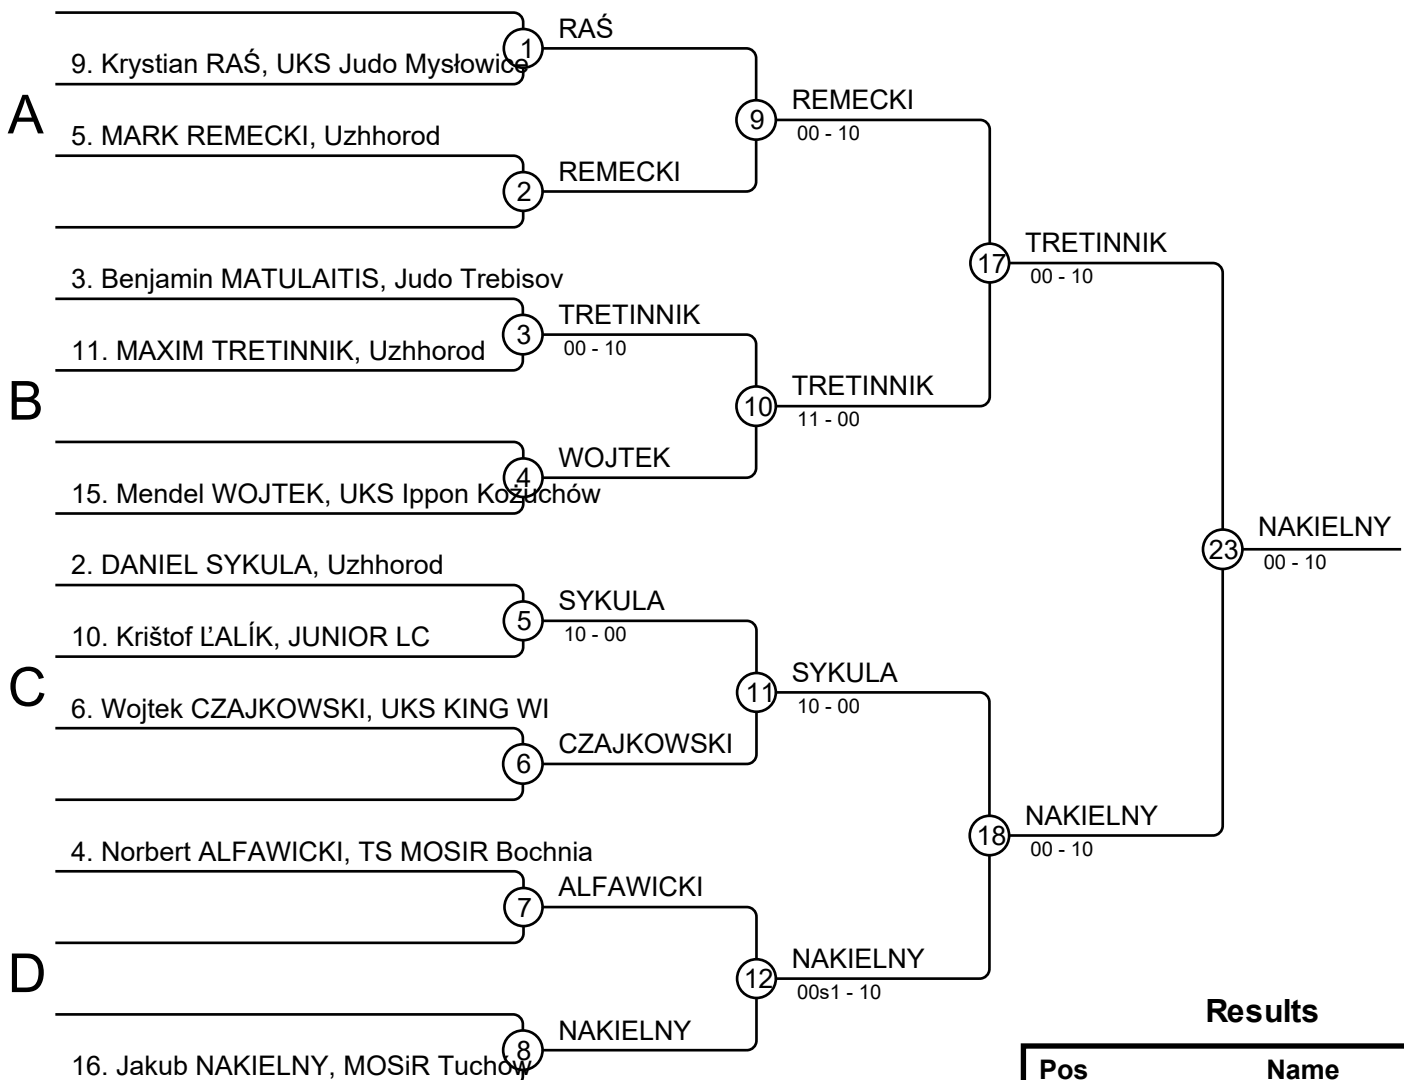 RAŚ
1
9. Krystian RAŚ, UKS Judo Mysłowice
A
REMECKI
9
00 - 10
5. MARK REMECKI, Uzhhorod
REMECKI
2
TRETINNIK
17
00 - 10
3. Benjamin MATULAITIS, Judo Trebisov
TRETINNIK
3
00 - 10
11. MAXIM TRETINNIK, Uzhhorod
B
TRETINNIK
10
11 - 00
WOJTEK
4
15. Mendel WOJTEK, UKS Ippon Kożuchów
NAKIELNY
23
00 - 10
2. DANIEL SYKULA, Uzhhorod
SYKULA
5
10 - 00
10. Krištof ĽALÍK, JUNIOR LC
C
SYKULA
11
10 - 00
6. Wojtek CZAJKOWSKI, UKS KING WI
CZAJKOWSKI
6
NAKIELNY
18
00 - 10
4. Norbert ALFAWICKI, TS MOSIR Bochnia
ALFAWICKI
7
D
NAKIELNY
12
00s1 - 10
NAKIELNY
8
16. Jakub NAKIELNY, MOSiR Tuchów
Results
Pos Name